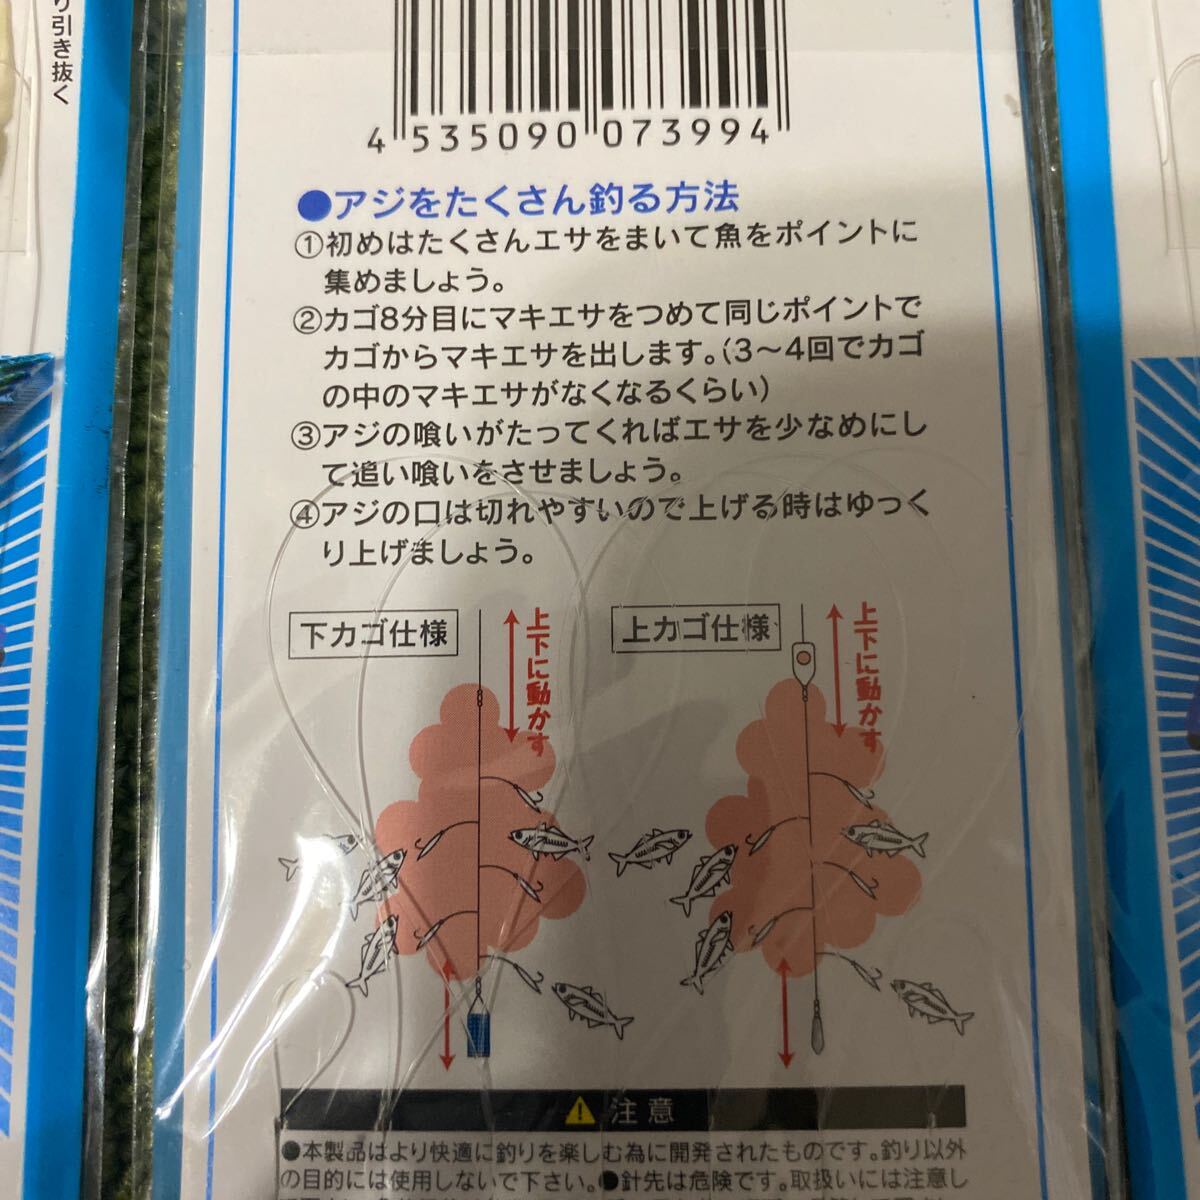 り引き抜く
4 535090 073994
●アジをたくさん釣る方法
①初めはたくさんエサをまいて魚をポイントに
集めましょう。
②カゴ8分目にマキエサをつめて同じポイントで
カゴからマキエサを出します。(3〜4回でカゴ
の中のマキエサがなくなるくらい)
③アジの喰いがたってくればエサを少なめにし
て追い喰いをさせましょう。
④アジの口は切れやすいので上げる時はゆっく
り上げましょう。
下カゴ仕様
上下に動かす
上カゴ仕様
上下に動かす
注意
●本製品はより快適に釣りを楽しむ為に開発されたものです。釣り以外
の目的には使用しないで下さい。●針先は危険です。取扱いには注意し